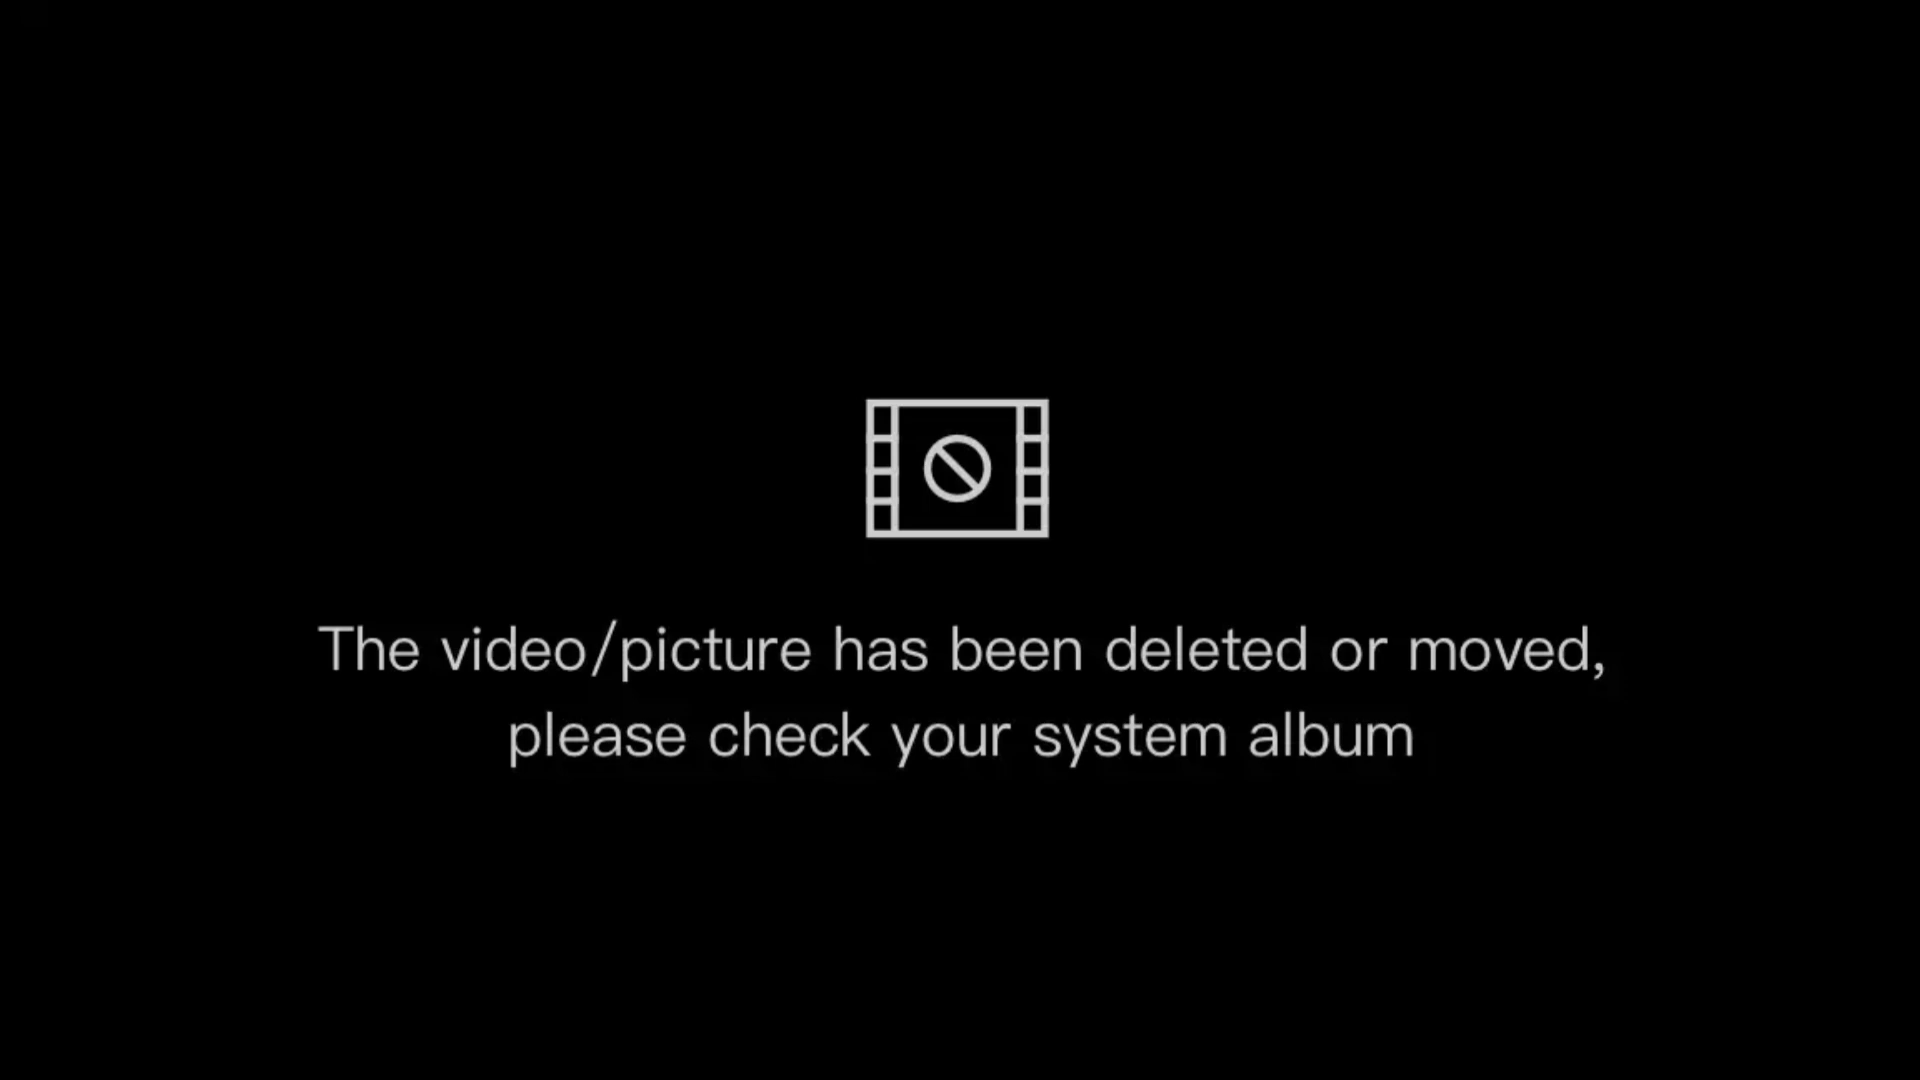 The video/picture has been deleted or moved,
please check your system album